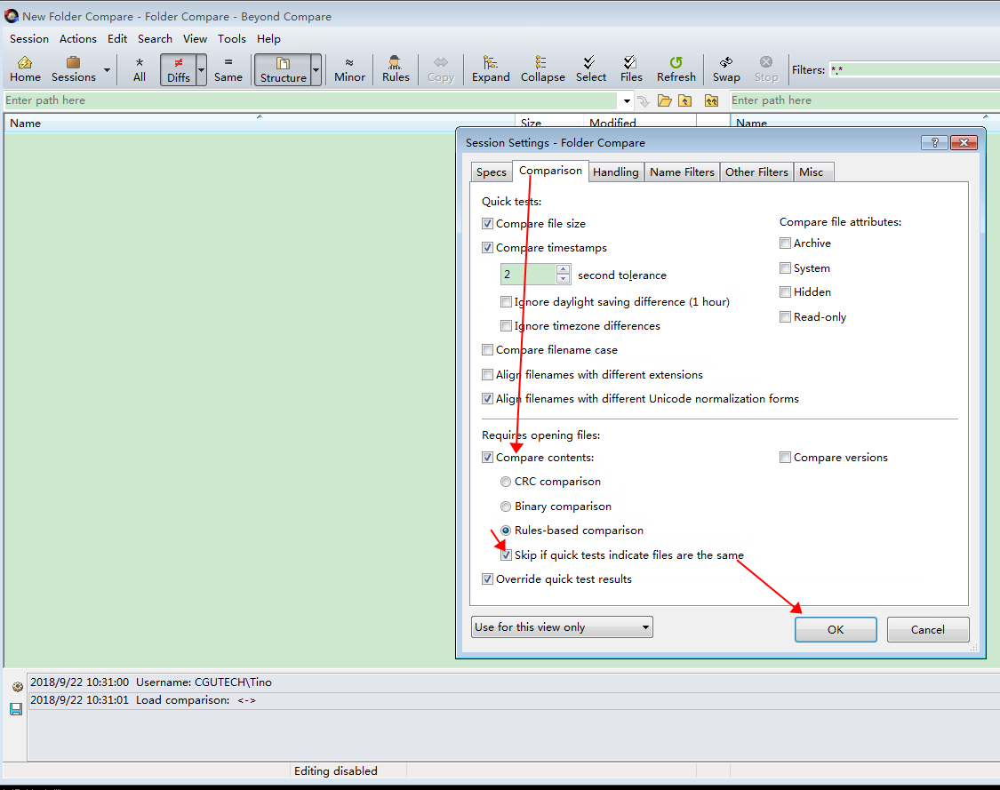 New Folder Compare - Folder Compare - Beyond Compare
Session Actions Edit Search View Tools Help
Home Sessions All Diffs Same Structure Minor Rules Copy Expand Collapse Select Files Refresh Swap Stop Filters: *.*
Enter path here Enter path here
Name Size Modified Name
Session Settings - Folder Compare
Specs Comparison Handling Name Filters Other Filters Misc
Quick tests:
Compare file size
Compare timestamps
2 second tolerance
Ignore daylight saving difference (1 hour)
Ignore timezone differences
Compare filename case
Align filenames with different extensions
Align filenames with different Unicode normalization forms
Compare file attributes:
Archive
System
Hidden
Read-only
Requires opening files:
Compare contents: Compare versions
CRC comparison
Binary comparison
Rules-based comparison
Skip if quick tests indicate files are the same
Override quick test results
Use for this view only OK Cancel
2018/9/22 10:31:00 Username: CGUTECH\Tino
2018/9/22 10:31:01 Load comparison: <->
Editing disabled